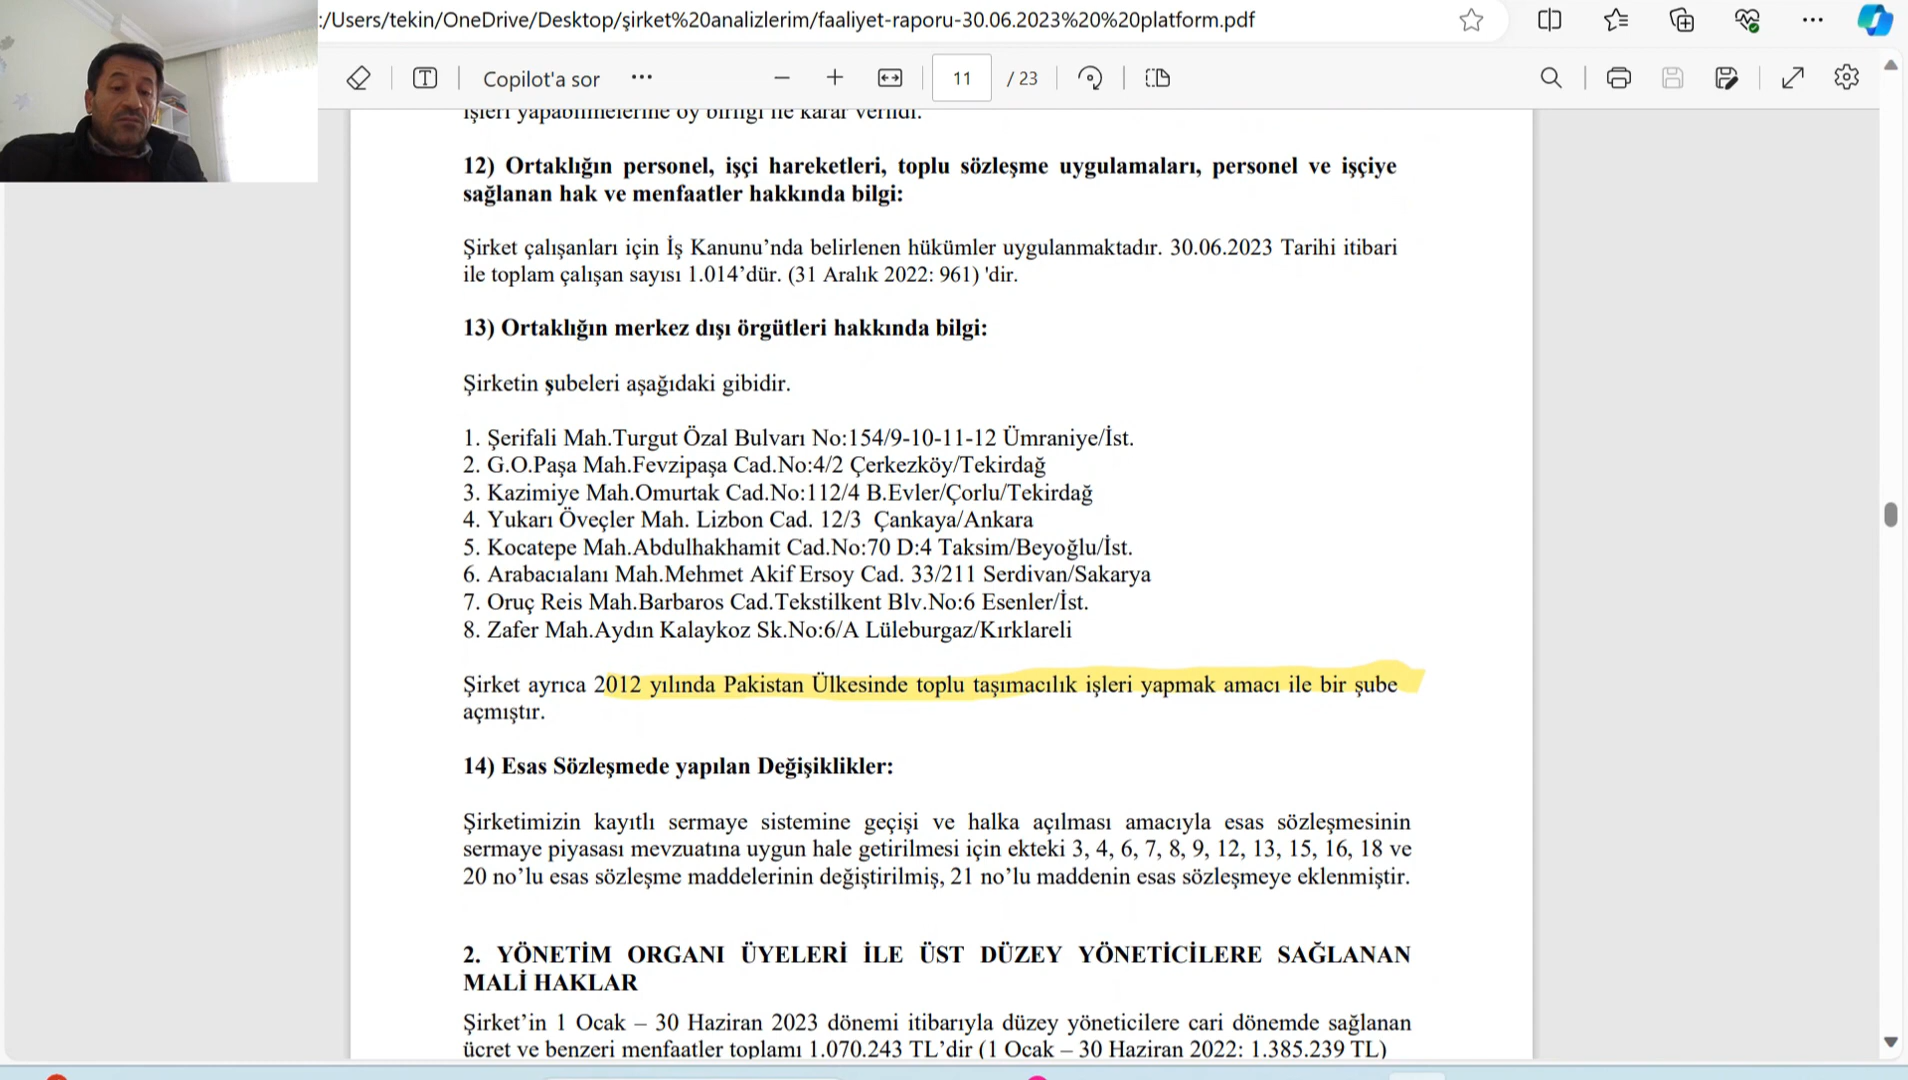 :/Users/tekin/OneDrive/Desktop/şirket%20analizlerim/faaliyet-raporu-30.06.2023%20%20platform.pdf
Copilot'a sor ... 11 / 23
işleri yapabilmelerine oy birliği ile karar verildi.
12) Ortaklığın personel, işçi hareketleri, toplu sözleşme uygulamaları, personel ve işçiye
sağlanan hak ve menfaatler hakkında bilgi:
Şirket çalışanları için İş Kanunu’nda belirlenen hükümler uygulanmaktadır. 30.06.2023 Tarihi itibari
ile toplam çalışan sayısı 1.014’dür. (31 Aralık 2022: 961) 'dir.
13) Ortaklığın merkez dışı örgütleri hakkında bilgi:
Şirketin şubeleri aşağıdaki gibidir.
1. Şerifali Mah.Turgut Özal Bulvarı No:154/9-10-11-12 Ümraniye/İst.
2. G.O.Paşa Mah.Fevzipaşa Cad.No:4/2 Çerkezköy/Tekirdağ
3. Kazimiye Mah.Omurtak Cad.No:112/4 B.Evler/Çorlu/Tekirdağ
4. Yukarı Öveçler Mah. Lizbon Cad. 12/3 Çankaya/Ankara
5. Kocatepe Mah.Abdulhakhamit Cad.No:70 D:4 Taksim/Beyoğlu/İst.
6. Arabacıalanı Mah.Mehmet Akif Ersoy Cad. 33/211 Serdivan/Sakarya
7. Oruç Reis Mah.Barbaros Cad.Tekstilkent Blv.No:6 Esenler/İst.
8. Zafer Mah.Aydın Kalaykoz Sk.No:6/A Lüleburgaz/Kırklareli
Şirket ayrıca 2012 yılında Pakistan Ülkesinde toplu taşımacılık işleri yapmak amacı ile bir şube
açmıştır.
14) Esas Sözleşmede yapılan Değişiklikler:
Şirketimizin kayıtlı sermaye sistemine geçişi ve halka açılması amacıyla esas sözleşmesinin
sermaye piyasası mevzuatına uygun hale getirilmesi için ekteki 3, 4, 6, 7, 8, 9, 12, 13, 15, 16, 18 ve
20 no’lu esas sözleşme maddelerinin değiştirilmiş, 21 no’lu maddenin esas sözleşmeye eklenmiştir.
2. YÖNETİM ORGANI ÜYELERİ İLE ÜST DÜZEY YÖNETİCİLERE SAĞLANAN
MALİ HAKLAR
Şirket’in 1 Ocak – 30 Haziran 2023 dönemi itibarıyla düzey yöneticilere cari dönemde sağlanan
ücret ve benzeri menfaatler toplamı 1.070.243 TL’dir (1 Ocak – 30 Haziran 2022: 1.385.239 TL)